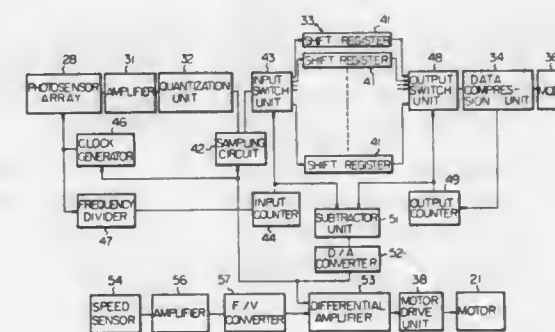 33 41
SHIFT REGISTER
28 31 32 43 SHIFT REGISTER 48 34 36
PHOTOSENSOR ARRAY
AMPLIFIER
QUANTIZATION UNIT
INPUT SWITCH UNIT
41
OUTPUT SWITCH UNIT
DATA COMPRESSION UNIT
46
CLOCK GENERATOR
42
SAMPLING CIRCUIT
41
SHIFT REGISTER
49
FREQUENCY DIVIDER
47
INPUT COUNTER
44
SUBTRACTOR UNIT
51
OUTPUT COUNTER
D/A CONVERTER
52
54 56 57 53 38 21
SPEED SENSOR
AMPLIFIER
F/V CONVERTER
DIFFERENTIAL AMPLIFIER
MOTOR DRIVE UNIT
MOTOR